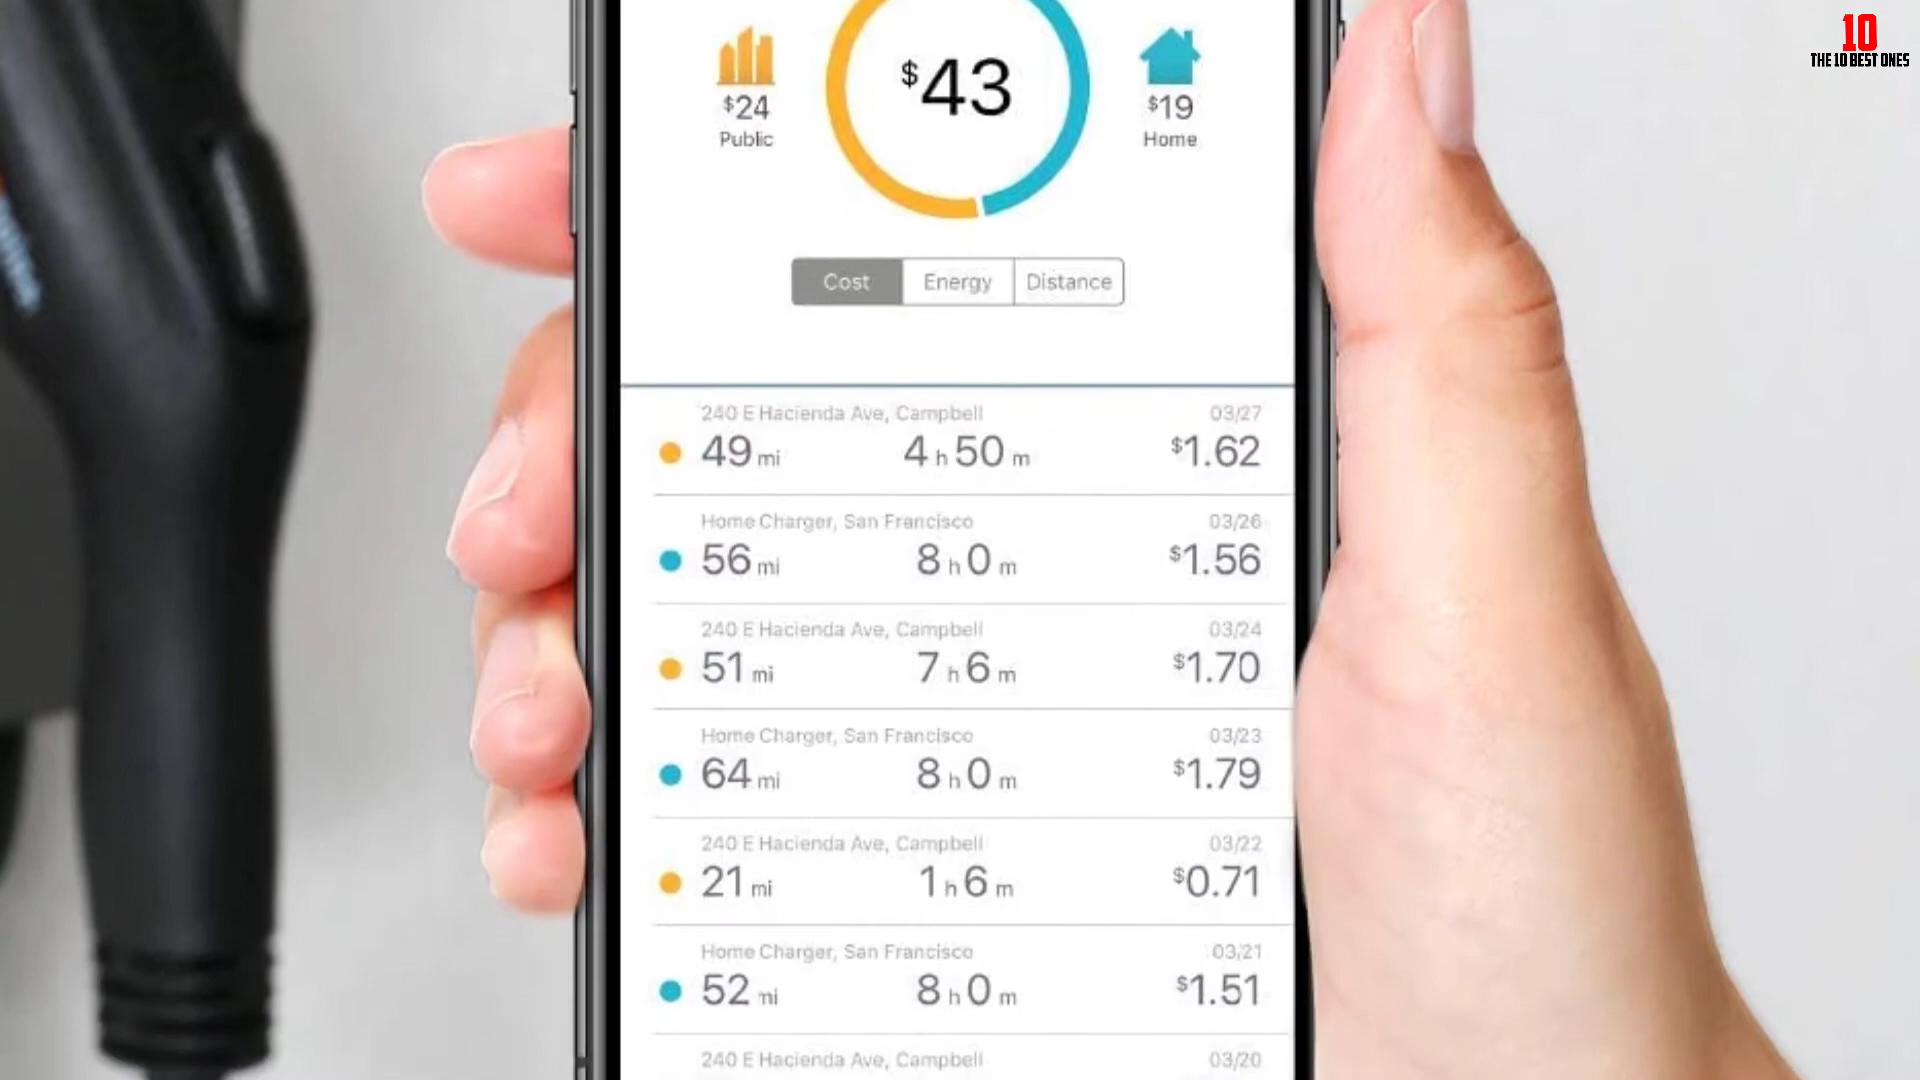 10
THE 10 BEST ONES
$43
$24
Public
$19
Home
Cost Energy Distance
240 E Hacienda Ave, Campbell 03/27
49 mi 4 h 50 m $1.62
Home Charger, San Francisco 03/26
56 mi 8 h 0 m $1.56
240 E Hacienda Ave, Campbell 03/24
51 mi 7 h 6 m $1.70
Home Charger, San Francisco 03/23
64 mi 8 h 0 m $1.79
240 E Hacienda Ave, Campbell 03/22
21 mi 1 h 6 m $0.71
Home Charger, San Francisco 03/21
52 mi 8 h 0 m $1.51
240 E Hacienda Ave, Campbell 03/20